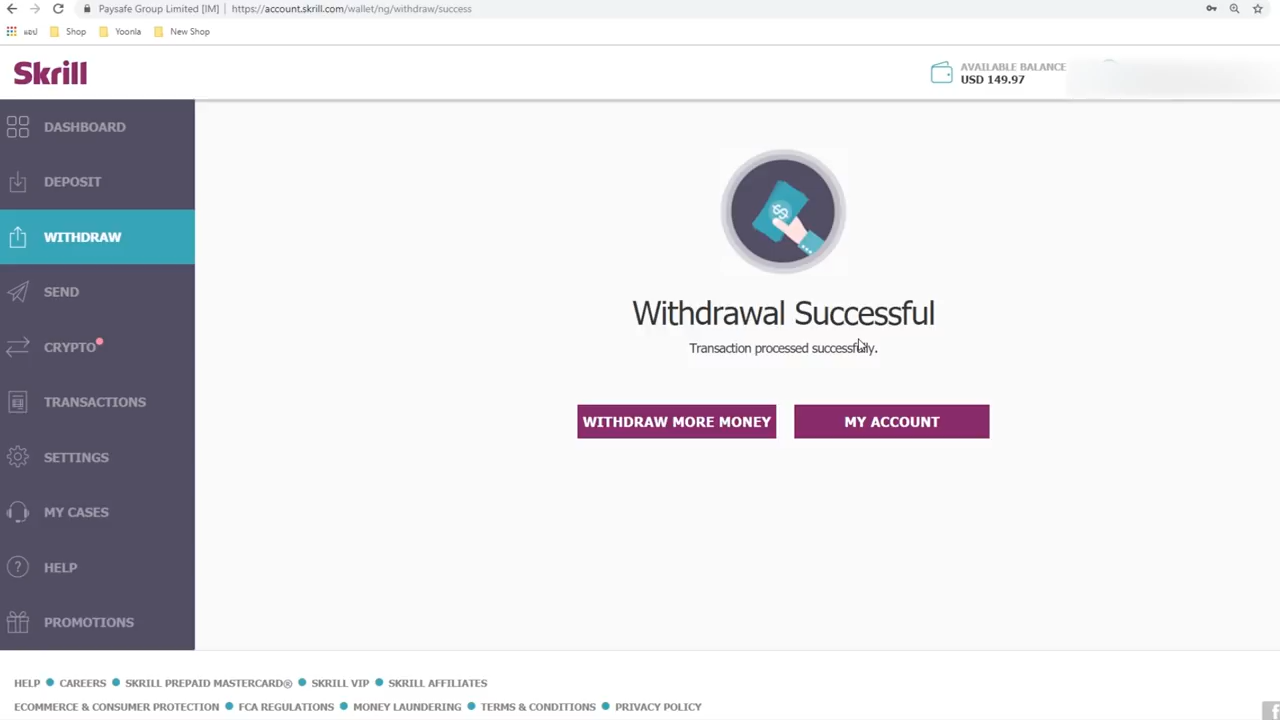 Paysafe Group Limited [IM] | https://account.skrill.com/wallet/ng/withdraw/success
แอป Shop Yoonla New Shop
Skrill
AVAILABLE BALANCE
USD 149.97
DASHBOARD
DEPOSIT
WITHDRAW
SEND
CRYPTO
TRANSACTIONS
SETTINGS
MY CASES
HELP
PROMOTIONS
Withdrawal Successful
Transaction processed successfully.
WITHDRAW MORE MONEY MY ACCOUNT
HELP CAREERS SKRILL PREPAID MASTERCARD® SKRILL VIP SKRILL AFFILIATES
ECOMMERCE & CONSUMER PROTECTION FCA REGULATIONS MONEY LAUNDERING TERMS & CONDITIONS PRIVACY POLICY